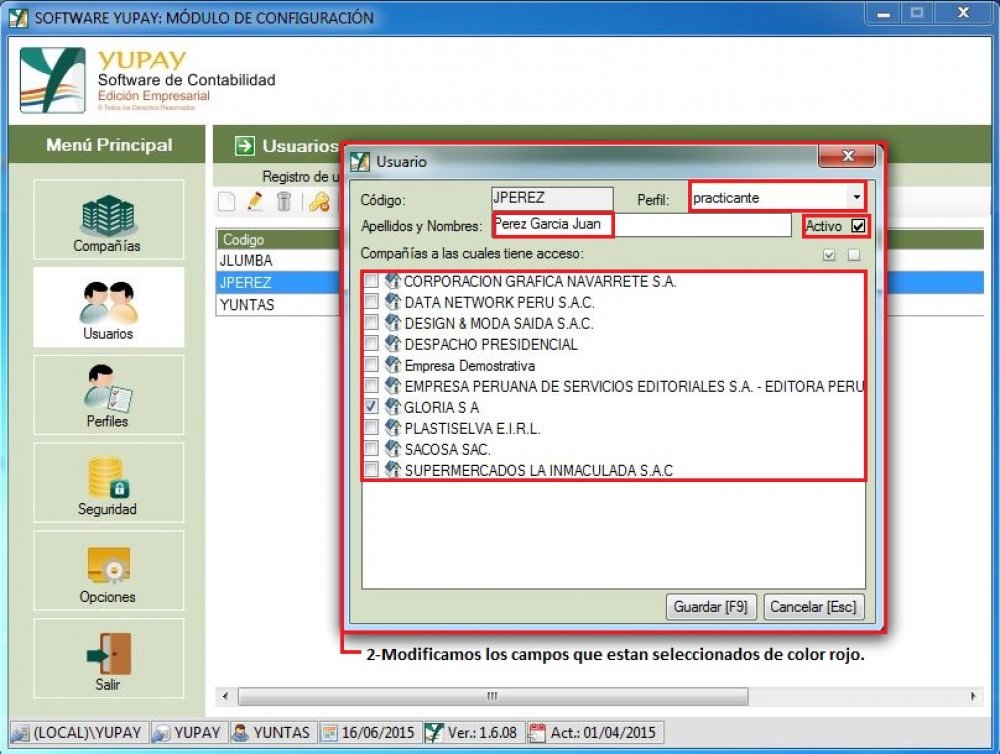 SOFTWARE YUPAY: MÓDULO DE CONFIGURACIÓN
YUPAY
Software de Contabilidad
Edición Empresarial
© Todos los Derechos Reservados
Menú Principal
Compañías
Usuarios
Perfiles
Seguridad
Opciones
Salir
Usuarios
Registro de u
Codigo
JLUMBA
JPEREZ
YUNTAS
Usuario
Código: JPEREZ Perfil: practicante
Apellidos y Nombres: Perez Garcia Juan Activo
Compañías a las cuales tiene acceso:
CORPORACION GRAFICA NAVARRETE S.A.
DATA NETWORK PERU S.A.C.
DESIGN & MODA SAIDA S.A.C.
DESPACHO PRESIDENCIAL
Empresa Demostrativa
EMPRESA PERUANA DE SERVICIOS EDITORIALES S.A. - EDITORA PERU
GLORIA S A
PLASTISELVA E.I.R.L.
SACOSA SAC.
SUPERMERCADOS LA INMACULADA S.A.C
Guardar [F9] Cancelar [Esc]
2-Modificamos los campos que estan seleccionados de color rojo.
(LOCAL)\YUPAY YUPAY YUNTAS 16/06/2015 Ver.: 1.6.08 Act.: 01/04/2015